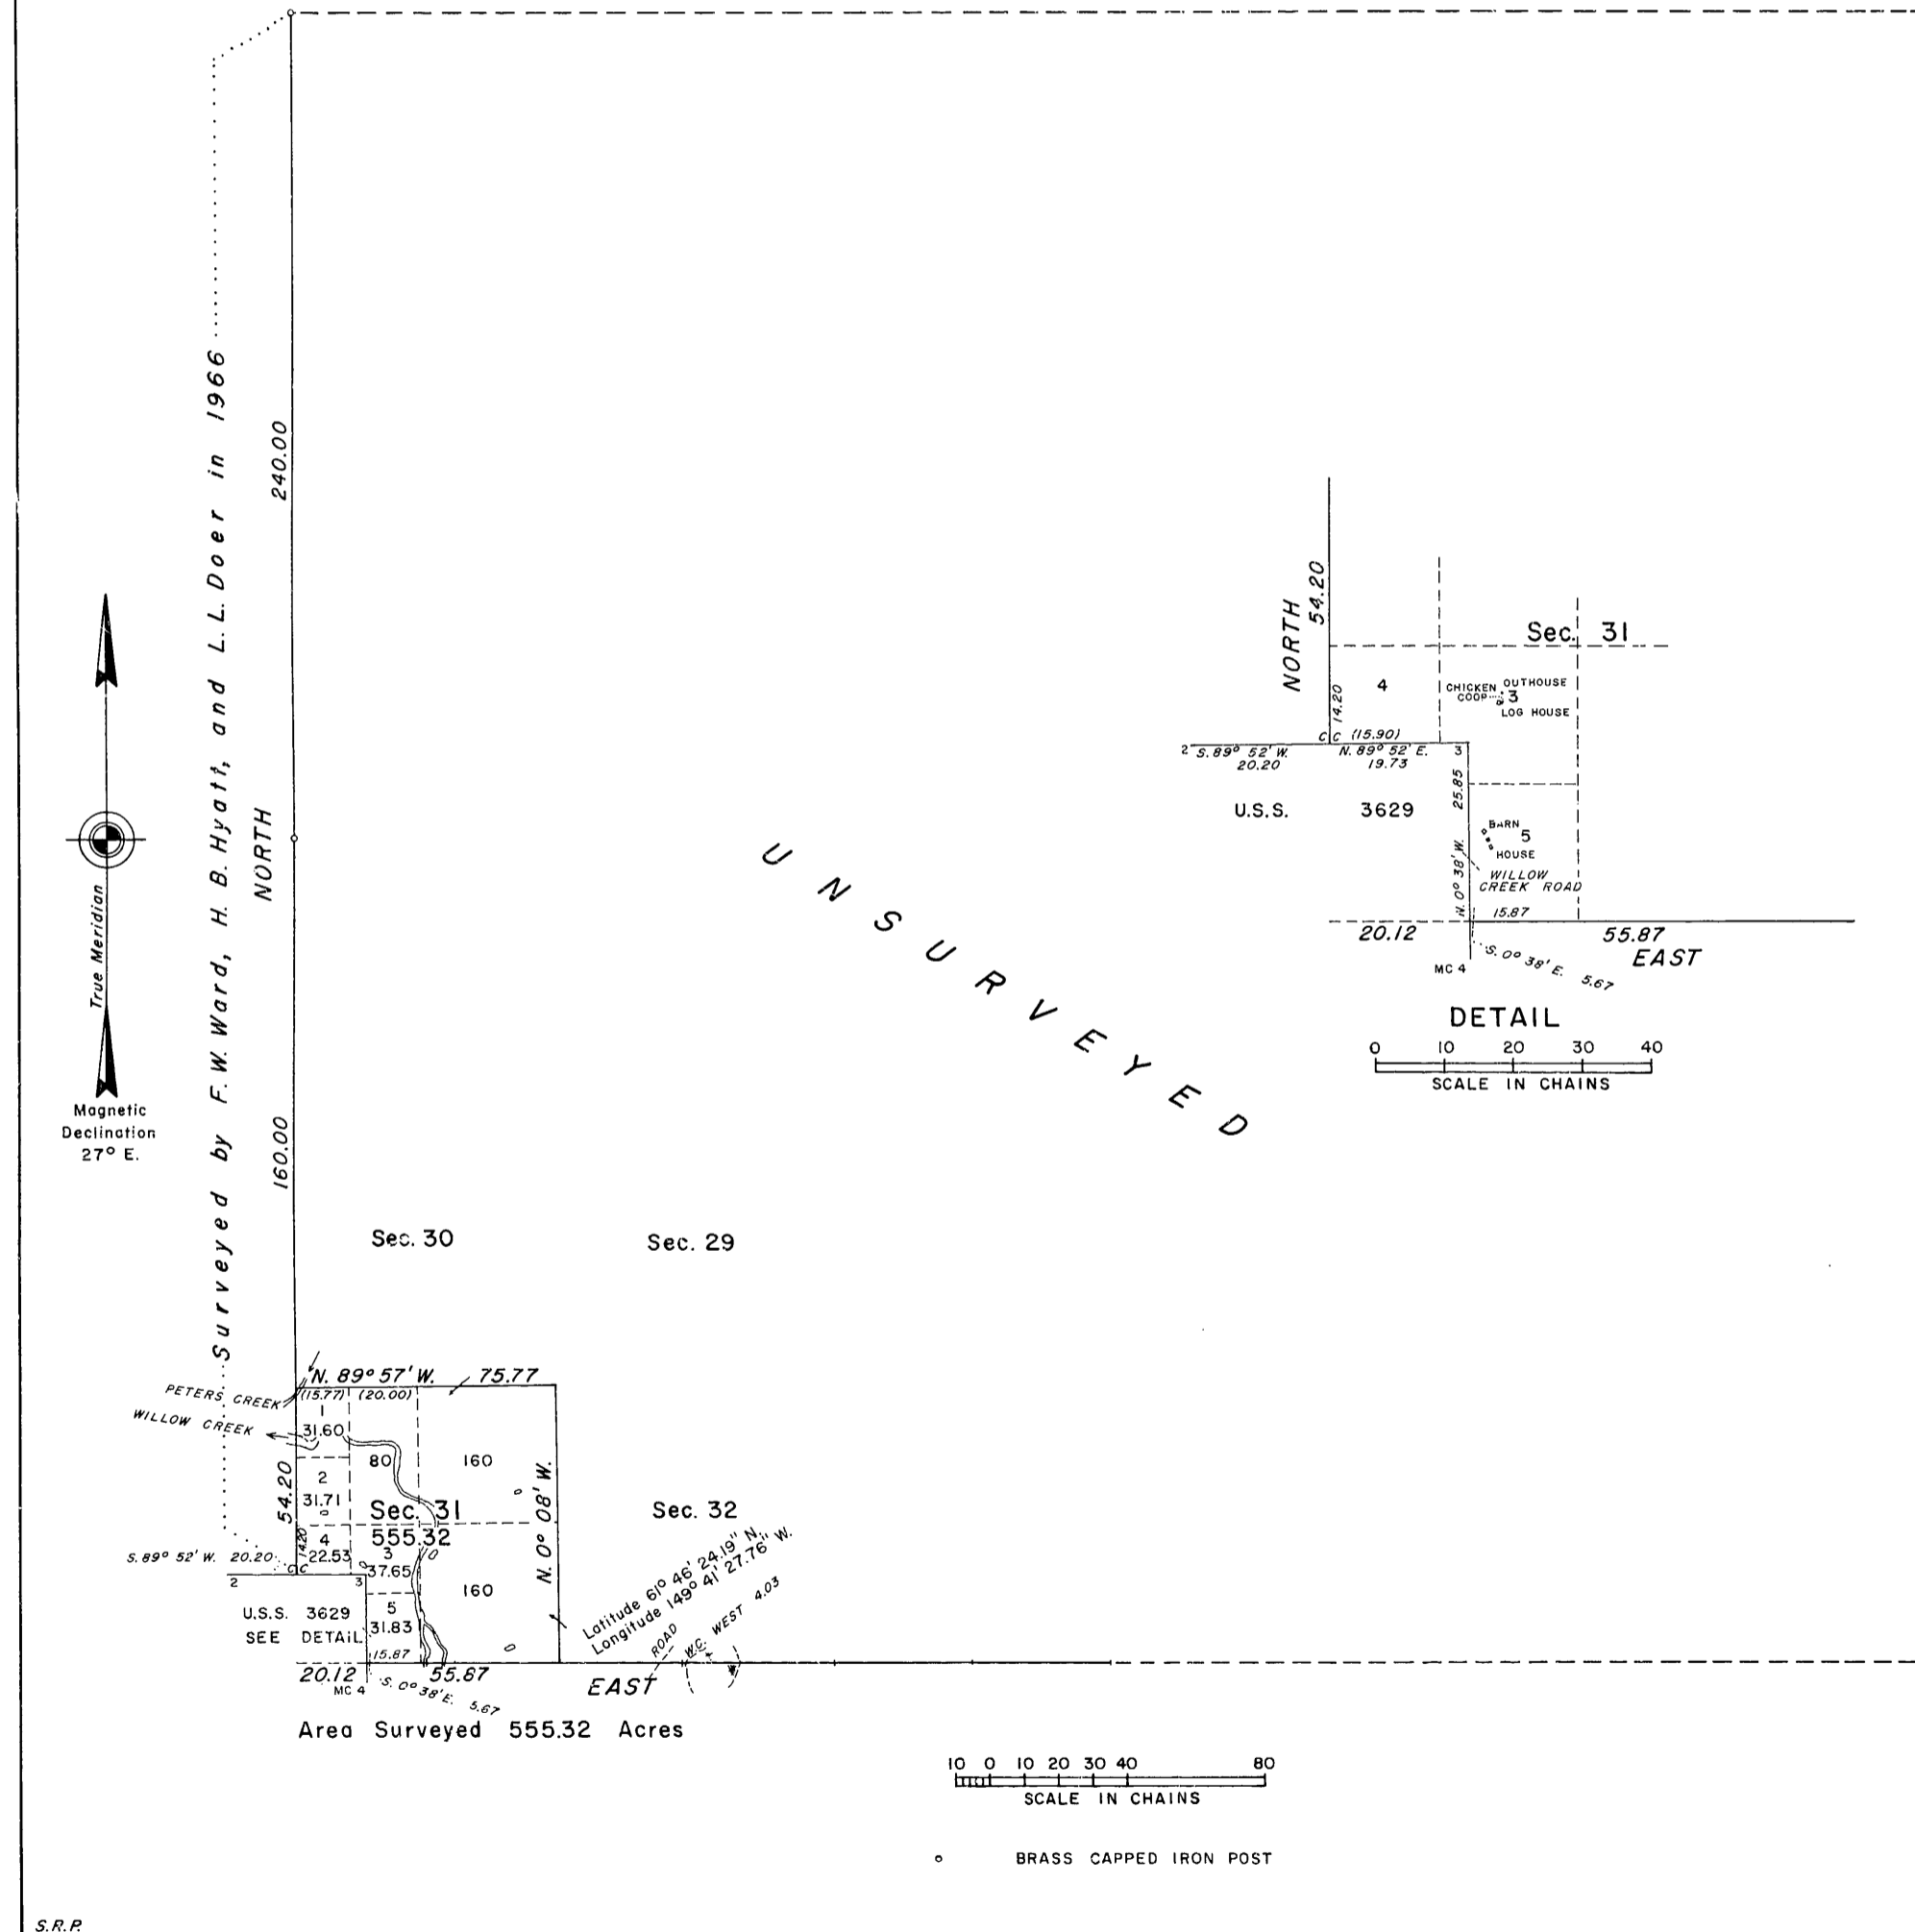 Surveyed by F.W. Ward, H. B. Hyatt, and L. L. Doer in 1966
240.00
NORTH
160.00
True Meridian
Magnetic
Declination
27° E.
UNSURVEYED
NORTH
54.20
Sec. 31
4
14.20
CHICKEN
COOP
OUTHOUSE
3
LOG HOUSE
C C (15.90)
2 S. 89° 52' W.
20.20
N. 89° 52' E.
19.73
3
U.S.S. 3629
25.85
N. 0° 38' W.
BARN
5
HOUSE
WILLOW
CREEK ROAD
15.87
20.12
55.87
EAST
MC 4
S. 0° 38' E. 5.67
DETAIL
0 10 20 30 40
SCALE IN CHAINS
Sec. 30
Sec. 29
N. 89° 57' W. 75.77
PETERS CREEK
(15.77) (20.00)
WILLOW CREEK
1
31.60
80
160
2
31.71
54.20
Sec. 31
555.32
N. 0° 08' W.
Sec. 32
14.20
4
22.53
3
37.65
160
S. 89° 52' W. 20.20
C C
2
3
U.S.S. 3629
SEE DETAIL
5
31.83
15.87
Latitude 61° 46' 24.19" N.
Longitude 149° 41' 27.76" W.
ROAD
W.C. WEST 4.03
20.12
55.87
EAST
MC 4
S. 0° 38' E. 5.67
Area Surveyed 555.32 Acres
10 0 10 20 30 40 80
SCALE IN CHAINS
BRASS CAPPED IRON POST
S.R.P.